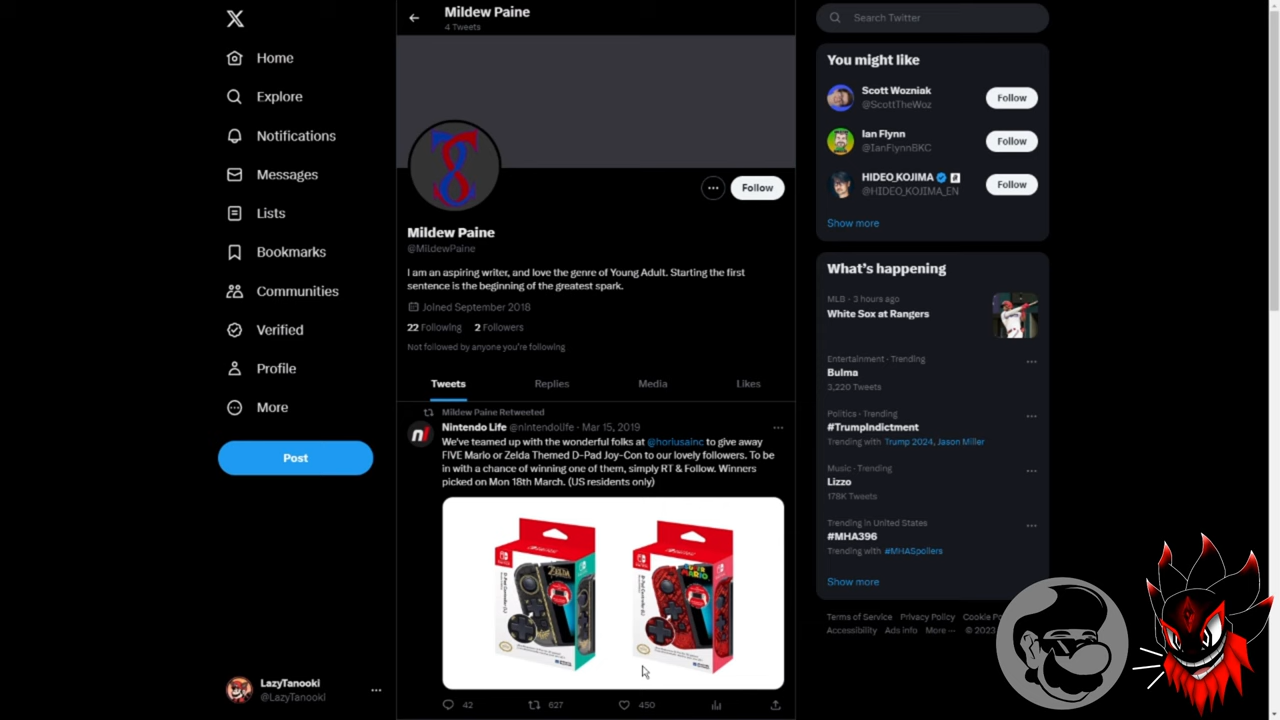 Home
Explore
Notifications
Messages
Lists
Bookmarks
Communities
Verified
Profile
More
Post
LazyTanooki
@LazyTanooki
Mildew Paine
4 Tweets
Follow
Mildew Paine
@MildewPaine
I am an aspiring writer, and love the genre of Young Adult. Starting the first
sentence is the beginning of the greatest spark.
Joined September 2018
22 Following 2 Followers
Not followed by anyone you're following
Tweets Replies Media Likes
Mildew Paine Retweeted
Nintendo Life @nintendolife · Mar 15, 2019
We've teamed up with the wonderful folks at @horiusainc to give away
FIVE Mario or Zelda Themed D-Pad Joy-Con to our lovely followers. To be
in with a chance of winning one of them, simply RT & Follow. Winners
picked on Mon 18th March. (US residents only)
ZELDA
SUPER
MARIO
42 627 450
Search Twitter
You might like
Scott Wozniak
@ScottTheWoz
Follow
Ian Flynn
@IanFlynnBKC
Follow
HIDEO_KOJIMA
@HIDEO_KOJIMA_EN
Follow
Show more
What's happening
MLB · 3 hours ago
White Sox at Rangers
Entertainment · Trending
Bulma
3,220 Tweets
Politics · Trending
#TrumpIndictment
Trending with Trump 2024, Jason Miller
Music · Trending
Lizzo
178K Tweets
Trending in United States
#MHA396
Trending with #MHASpoilers
Show more
Terms of Service Privacy Policy Cookie Po
Accessibility Ads info More ··· © 2023